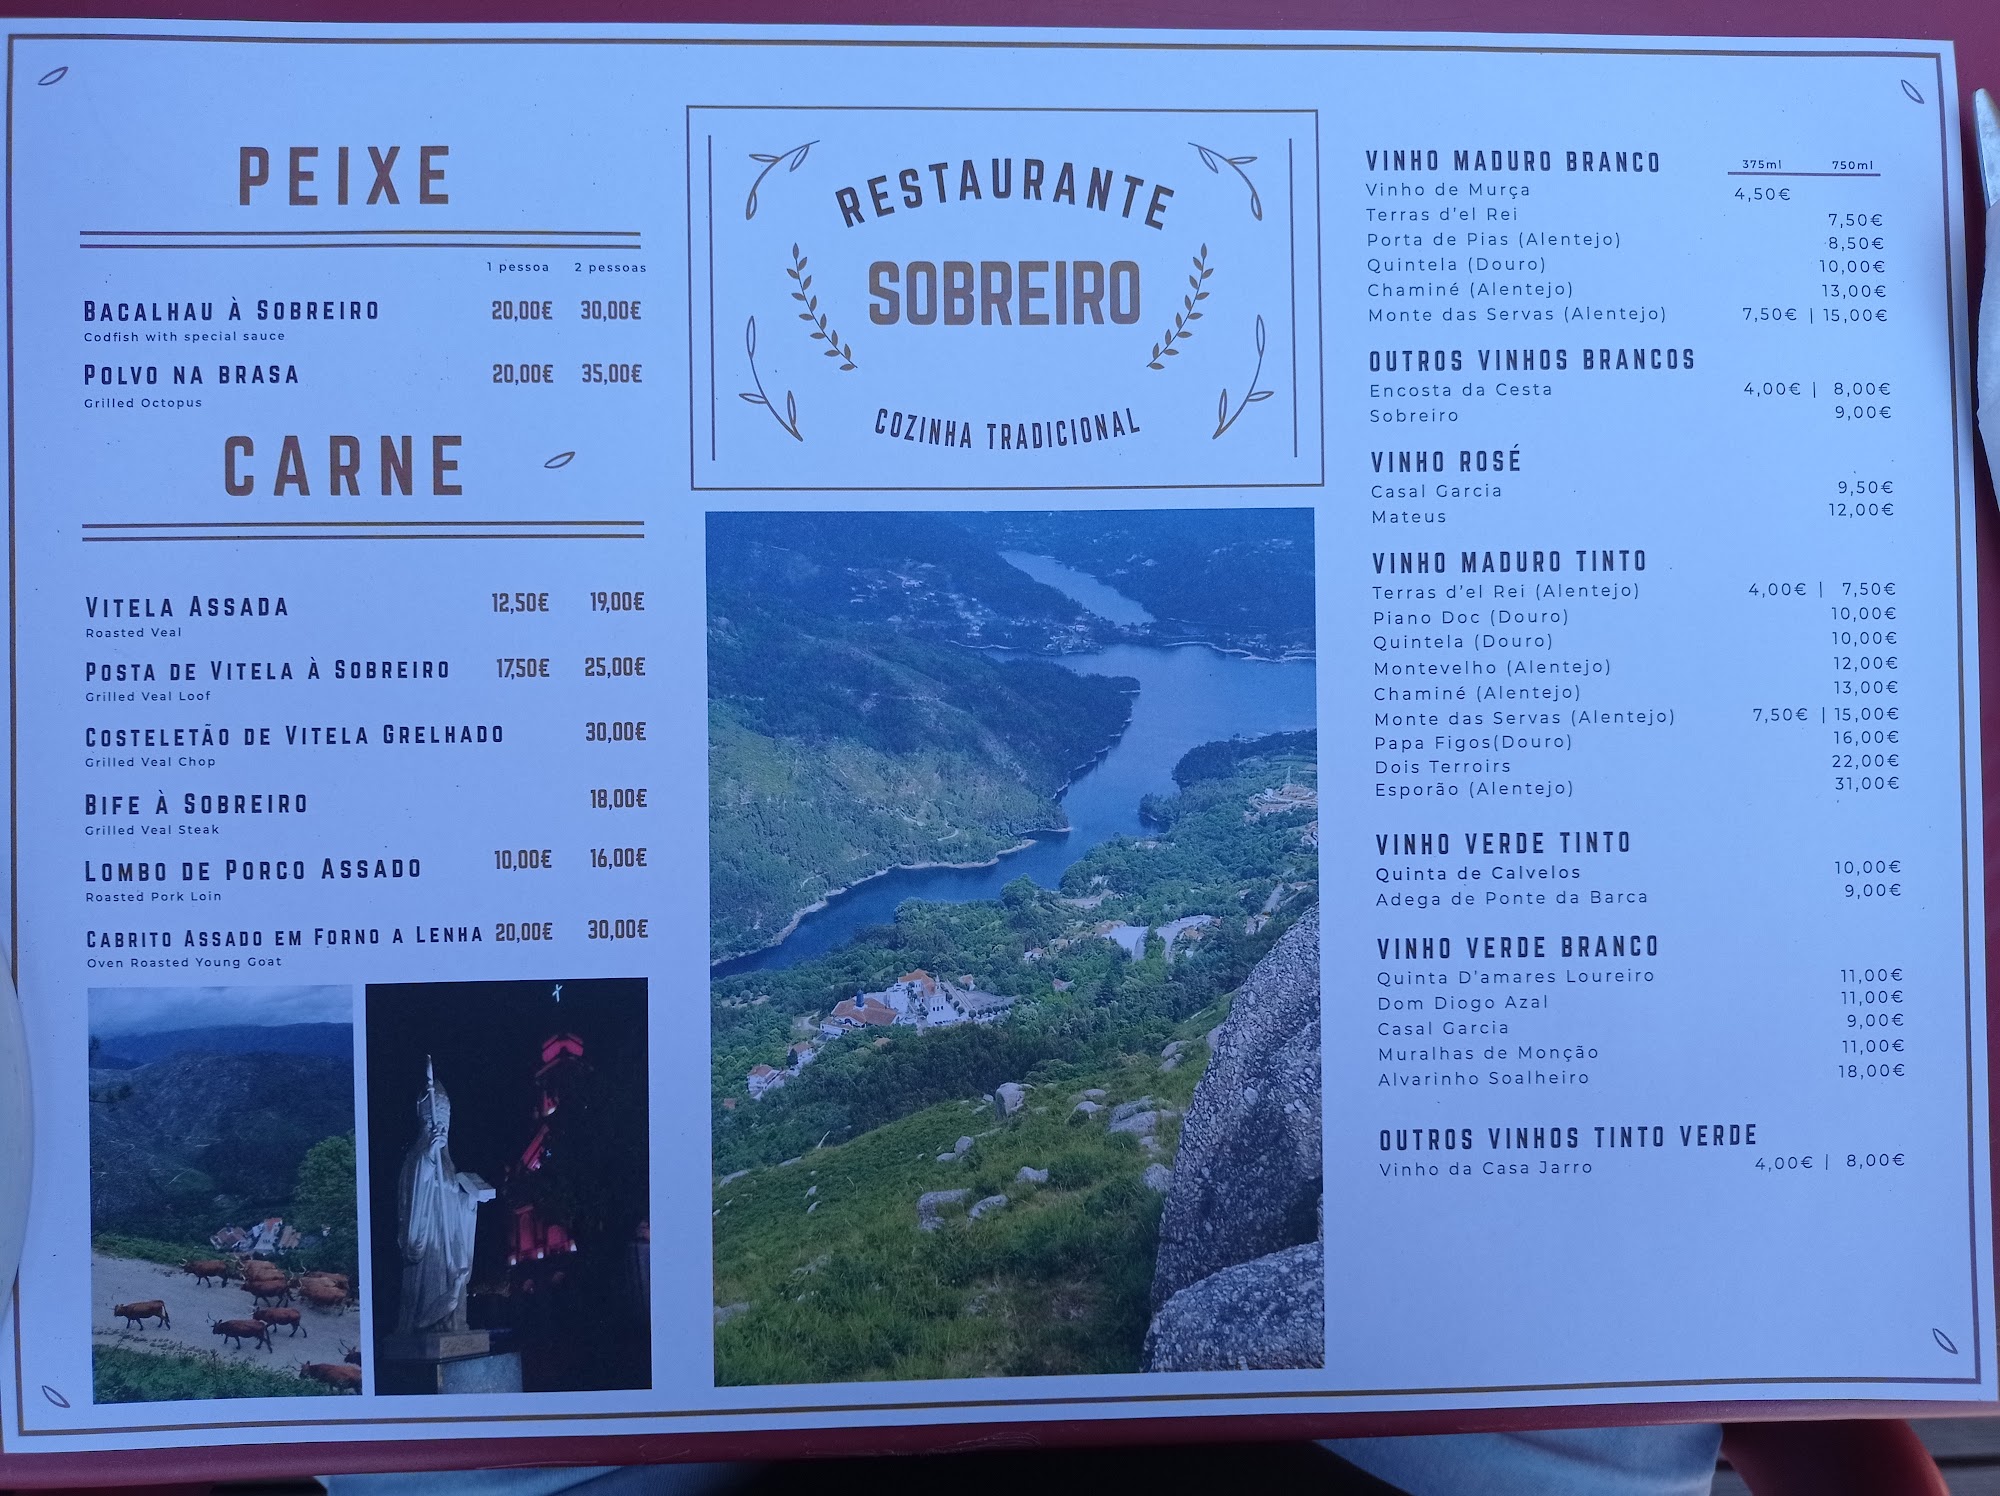 PEIXE
1 pessoa 2 pessoas
BACALHAU À SOBREIRO 20,00€ 30,00€
Codfish with special sauce
POLVO NA BRASA 20,00€ 35,00€
Grilled Octopus
CARNE
VITELA ASSADA 12,50€ 19,00€
Roasted Veal
POSTA DE VITELA À SOBREIRO 17,50€ 25,00€
Grilled Veal Loof
COSTELETÃO DE VITELA GRELHADO 30,00€
Grilled Veal Chop
BIFE À SOBREIRO 18,00€
Grilled Veal Steak
LOMBO DE PORCO ASSADO 10,00€ 16,00€
Roasted Pork Loin
CABRITO ASSADO EM FORNO A LENHA 20,00€ 30,00€
Oven Roasted Young Goat
RESTAURANTE
SOBREIRO
COZINHA TRADICIONAL
VINHO MADURO BRANCO 375ml 750ml
Vinho de Murça 4,50€
Terras d'el Rei 7,50€
Porta de Pias (Alentejo) 8,50€
Quintela (Douro) 10,00€
Chaminé (Alentejo) 13,00€
Monte das Servas (Alentejo) 7,50€ | 15,00€
OUTROS VINHOS BRANCOS
Encosta da Cesta 4,00€ | 8,00€
Sobreiro 9,00€
VINHO ROSÉ
Casal Garcia 9,50€
Mateus 12,00€
VINHO MADURO TINTO
Terras d'el Rei (Alentejo) 4,00€ | 7,50€
Piano Doc (Douro) 10,00€
Quintela (Douro) 10,00€
Montevelho (Alentejo) 12,00€
Chaminé (Alentejo) 13,00€
Monte das Servas (Alentejo) 7,50€ | 15,00€
Papa Figos(Douro) 16,00€
Dois Terroirs 22,00€
Esporão (Alentejo) 31,00€
VINHO VERDE TINTO
Quinta de Calvelos 10,00€
Adega de Ponte da Barca 9,00€
VINHO VERDE BRANCO
Quinta D'amares Loureiro 11,00€
Dom Diogo Azal 11,00€
Casal Garcia 9,00€
Muralhas de Monção 11,00€
Alvarinho Soalheiro 18,00€
OUTROS VINHOS TINTO VERDE
Vinho da Casa Jarro 4,00€ | 8,00€